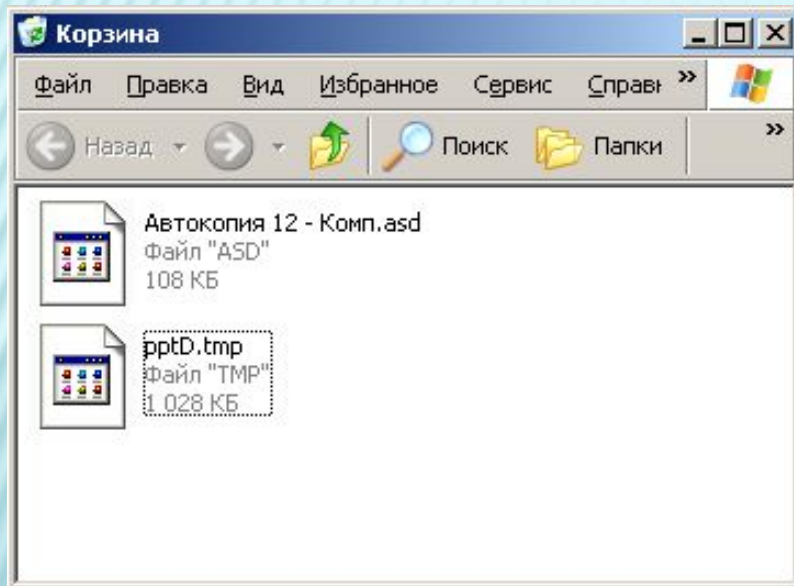 Корзина
Файл Правка Вид Избранное Сервис Справк »
Назад Поиск Папки »
Автокопия 12 - Комп.asd
Файл "ASD"
108 КБ
pptD.tmp
Файл "TMP"
1 028 КБ